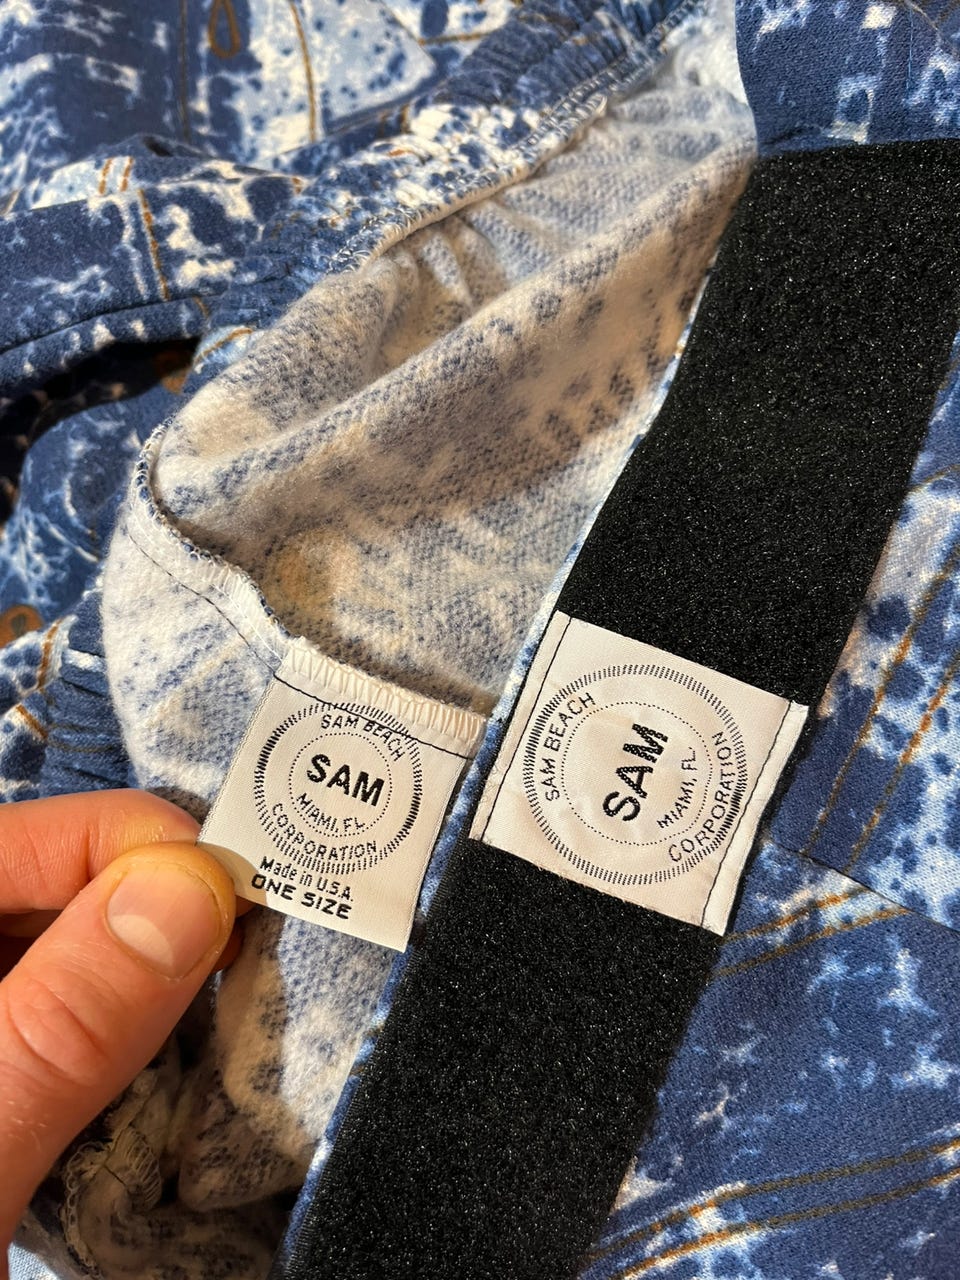 SAM BEACH
SAM
MIAMI, FL
CORPORATION
Made in U.S.A.
ONE SIZE
SAM BEACH
SAM
MIAMI, FL
CORPORATION